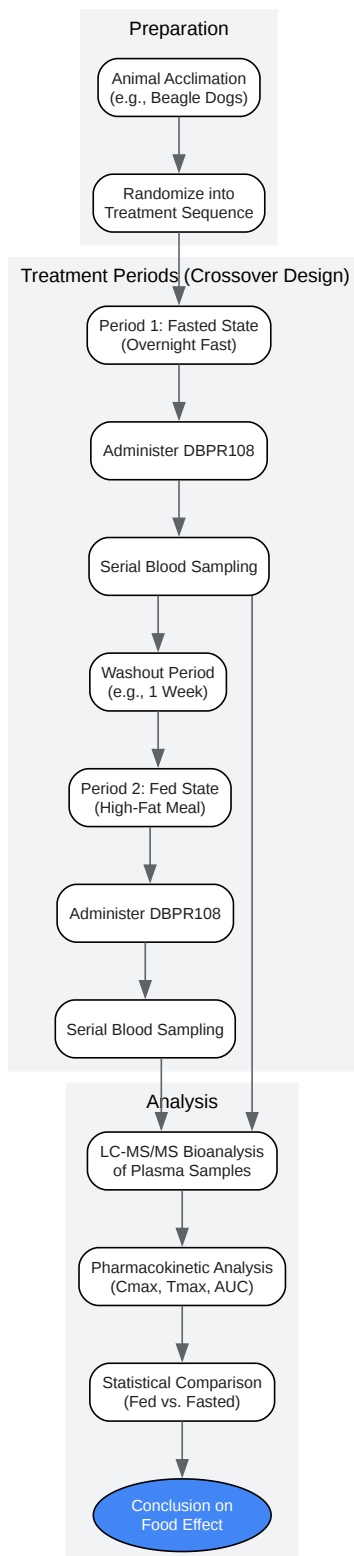 Preparation
Animal Acclimation
(e.g., Beagle Dogs)
Randomize into
Treatment Sequence
Treatment Periods (Crossover Design)
Period 1: Fasted State
(Overnight Fast)
Administer DBPR108
Serial Blood Sampling
Washout Period
(e.g., 1 Week)
Period 2: Fed State
(High-Fat Meal)
Administer DBPR108
Serial Blood Sampling
Analysis
LC-MS/MS Bioanalysis
of Plasma Samples
Pharmacokinetic Analysis
(Cmax, Tmax, AUC)
Statistical Comparison
(Fed vs. Fasted)
Conclusion on
Food Effect